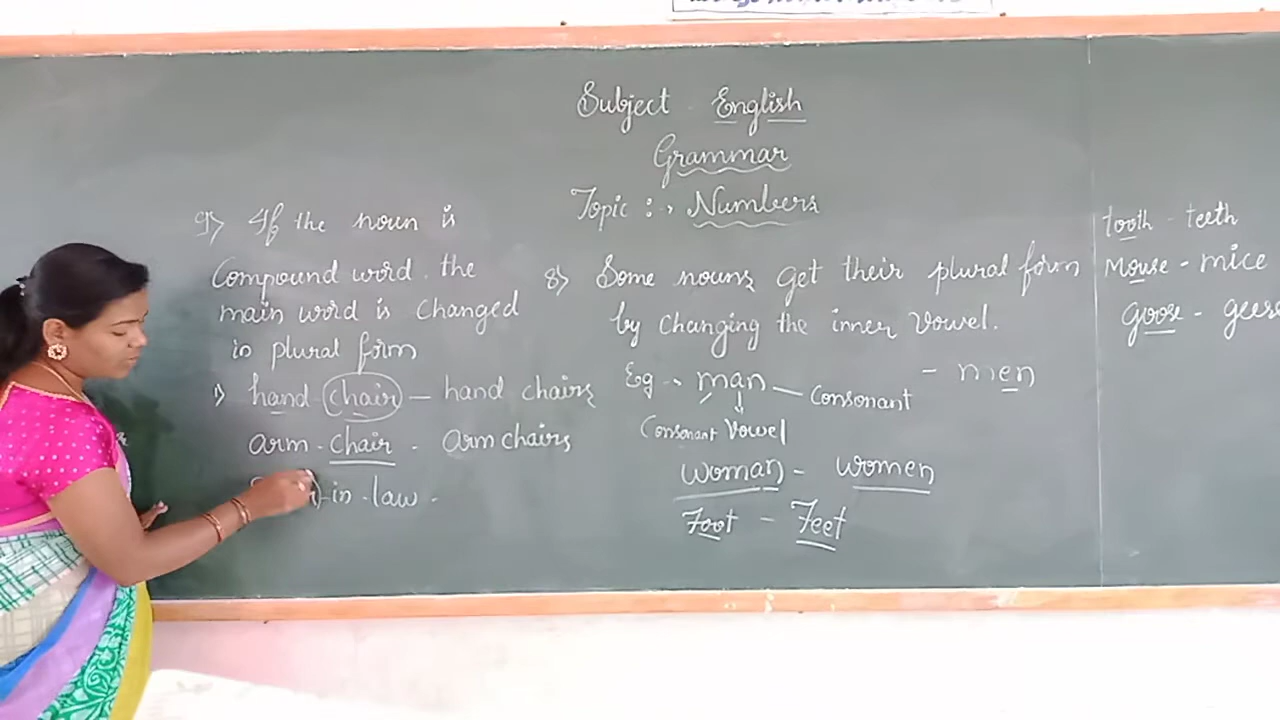 Subject - English
Grammar
Topic :-> Numbers
9> If the noun is
Compound word. the
main word is changed
in plural form
1> hand chair - hand chairs
arm - chair - arm chairs
in - law -
8> Some nouns get their plural form
by changing the inner vowel.
Eg -> man - consonant - men
Consonant Vowel
woman - women
Foot - Feet
tooth - teeth
Mouse - mice
goose - geese